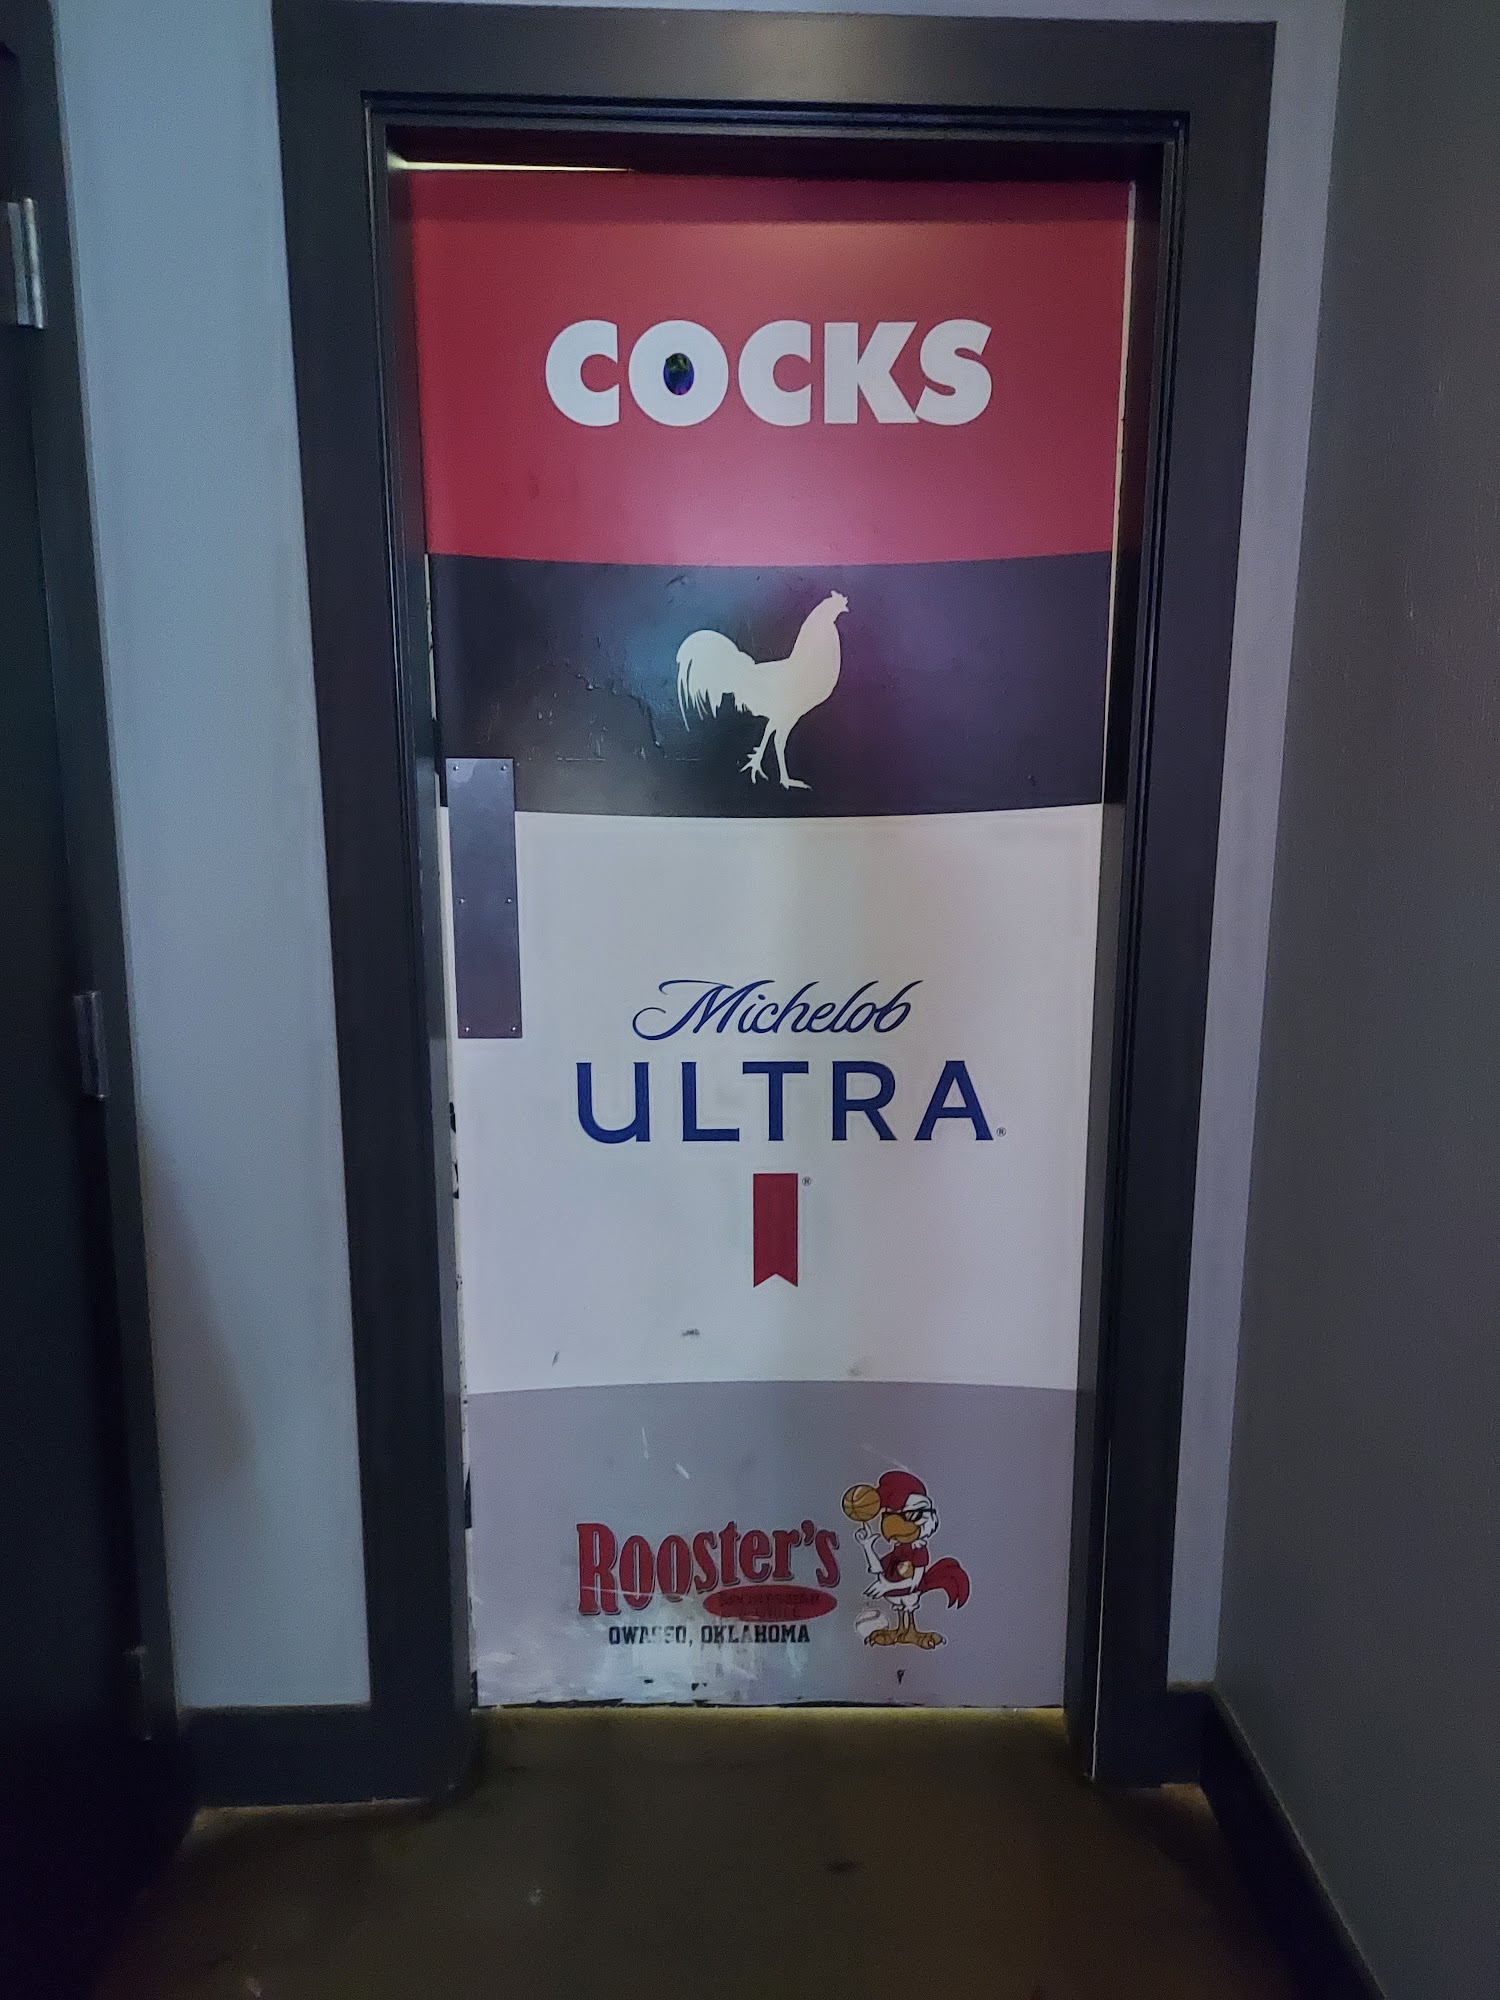 COCKS
Michelob
ULTRA®
®
Rooster's
OWASSO, OKLAHOMA